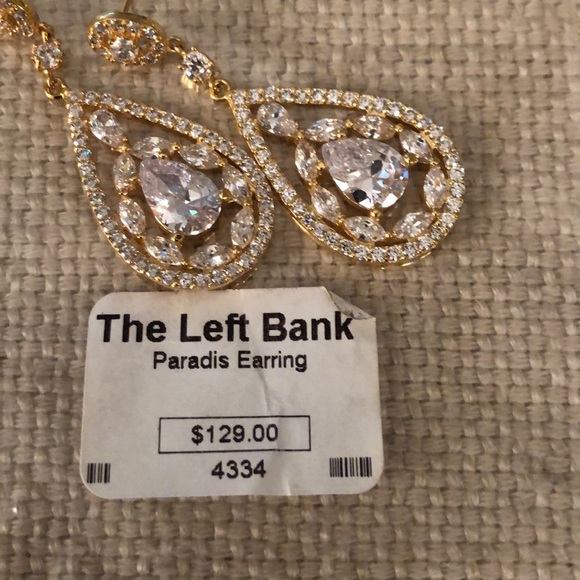 The Left Bank
Paradis Earring
$129.00
4334